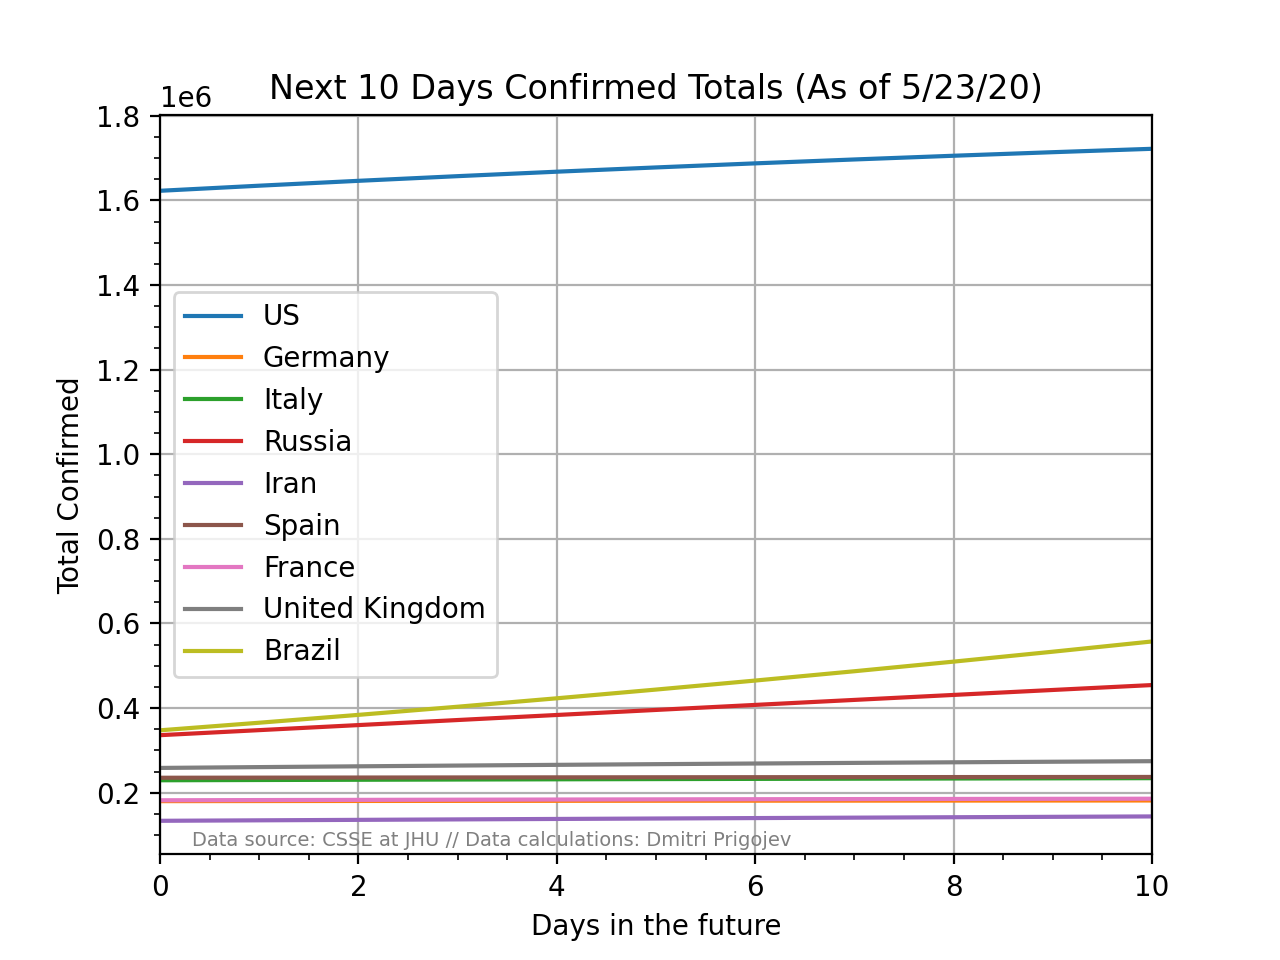 Next 10 Days Confirmed Totals (As of 5/23/20)
1e6
1.8
1.6
1.4
1.2
1.0
0.8
0.6
0.4
0.2
Total Confirmed
US
Germany
Italy
Russia
Iran
Spain
France
United Kingdom
Brazil
Data source: CSSE at JHU // Data calculations: Dmitri Prigojev
0 2 4 6 8 10
Days in the future